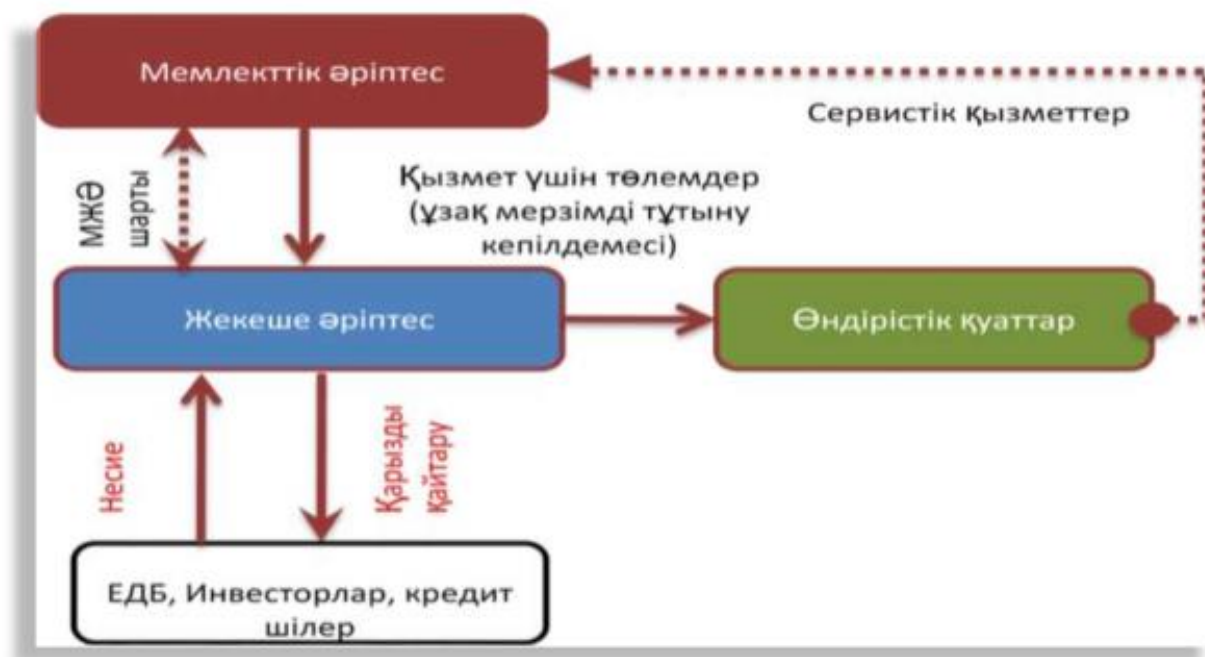 Мемлекттік әріптес
Сервистік қызметтер
МЖӘ
шарты
Қызмет үшін төлемдер
(ұзақ мерзімді тұтыну
кепілдемесі)
Жекеше әріптес
Өндірістік қуаттар
Несие
Қарызды
қайтару
ЕДБ, Инвесторлар, кредит
шілер